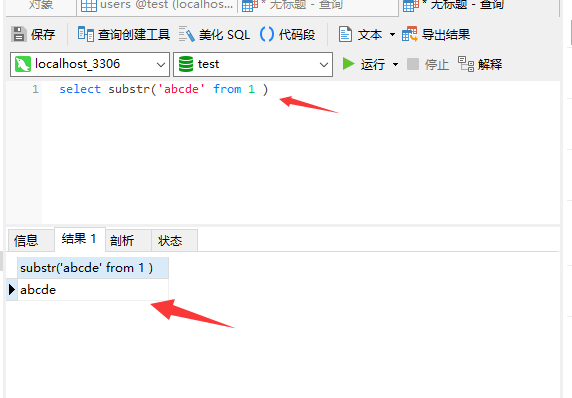 对象 users @test (localhos... * 无标题 - 查询 * 无标题 - 查询
保存 查询创建工具 美化 SQL 代码段 文本 导出结果
localhost_3306 test 运行 停止 解释
1 select substr('abcde' from 1 )
信息 结果 1 剖析 状态
substr('abcde' from 1 )
abcde